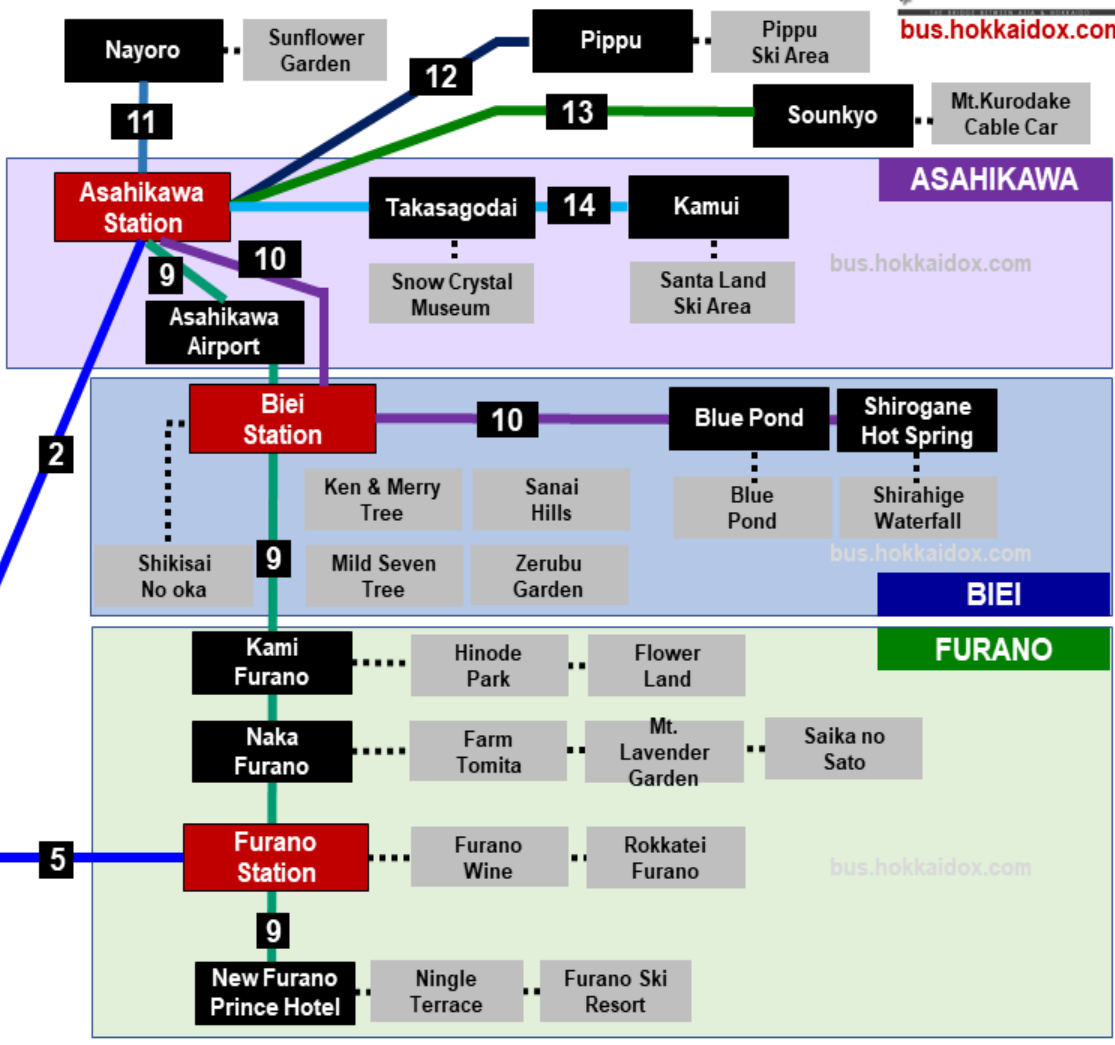 THE BRIDGE BETWEEN ASIA & HOKKAIDO
bus.hokkaidox.com
Nayoro
Sunflower
Garden
12
Pippu
Pippu
Ski Area
11
13
Sounkyo
Mt.Kurodake
Cable Car
ASAHIKAWA
Asahikawa
Station
Takasagodai
14
Kamui
9
10
Snow Crystal
Museum
Santa Land
Ski Area
bus.hokkaidox.com
Asahikawa
Airport
Biei
Station
10
Blue Pond
Shirogane
Hot Spring
2
Ken & Merry
Tree
Sanai
Hills
Blue
Pond
Shirahige
Waterfall
Shikisai
No oka
9
Mild Seven
Tree
Zerubu
Garden
bus.hokkaidox.com
BIEI
FURANO
Kami
Furano
Hinode
Park
Flower
Land
Naka
Furano
Farm
Tomita
Mt.
Lavender
Garden
Saika no
Sato
5
Furano
Station
Furano
Wine
Rokkatei
Furano
bus.hokkaidox.com
9
New Furano
Prince Hotel
Ningle
Terrace
Furano Ski
Resort